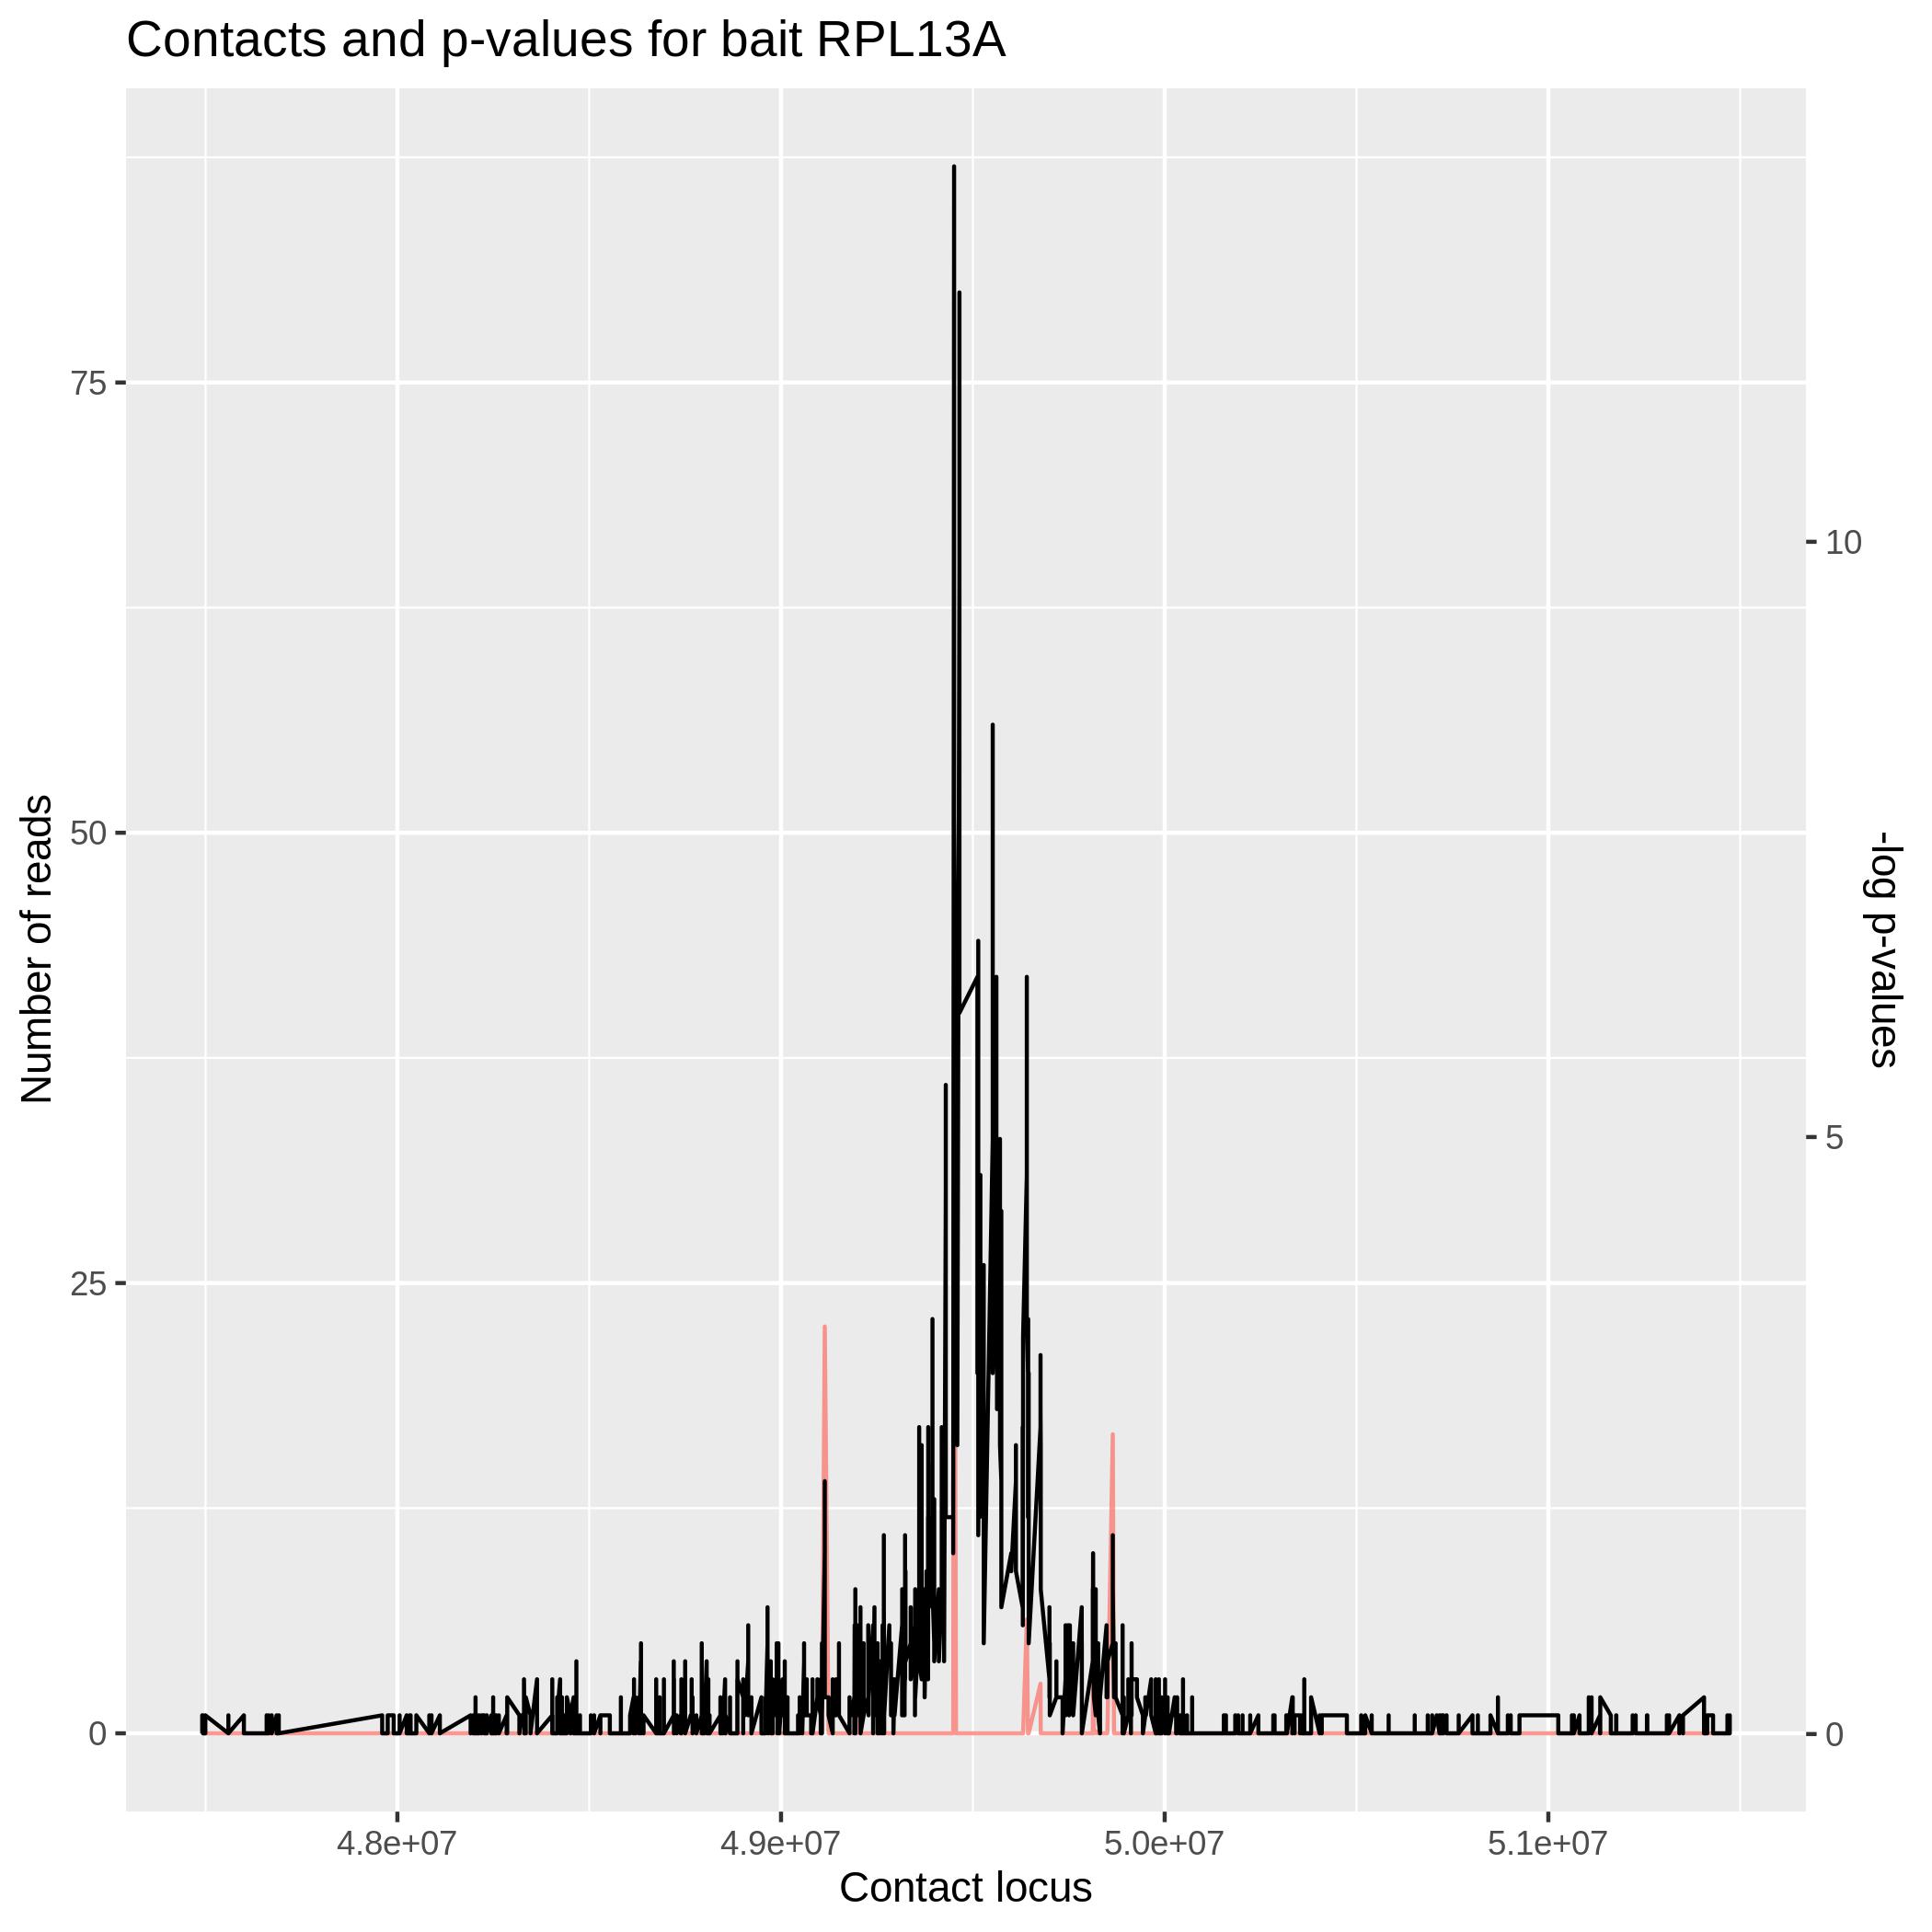 Contacts and p-values for bait RPL13A
75
50
25
0
Number of reads
10
5
0
-log p-values
4.8e+07 4.9e+07 5.0e+07 5.1e+07
Contact locus